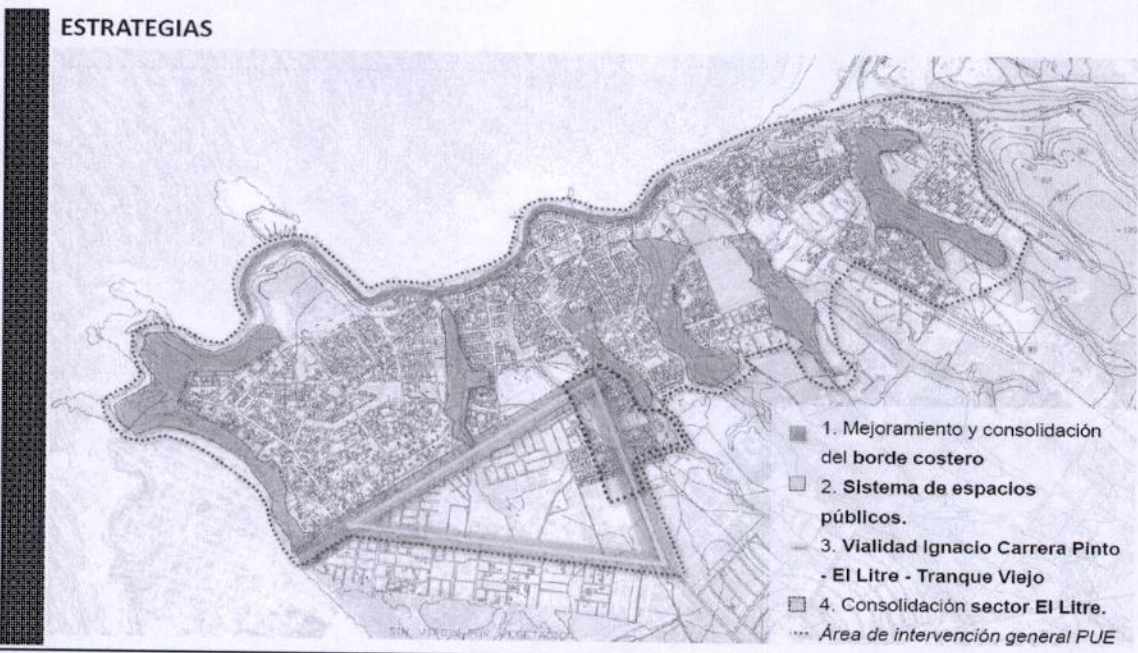 ESTRATEGIAS
1. Mejoramiento y consolidación
del borde costero
2. Sistema de espacios
públicos.
3. Vialidad Ignacio Carrera Pinto
- El Litre - Tranque Viejo
4. Consolidación sector El Litre.
Área de intervención general PUE